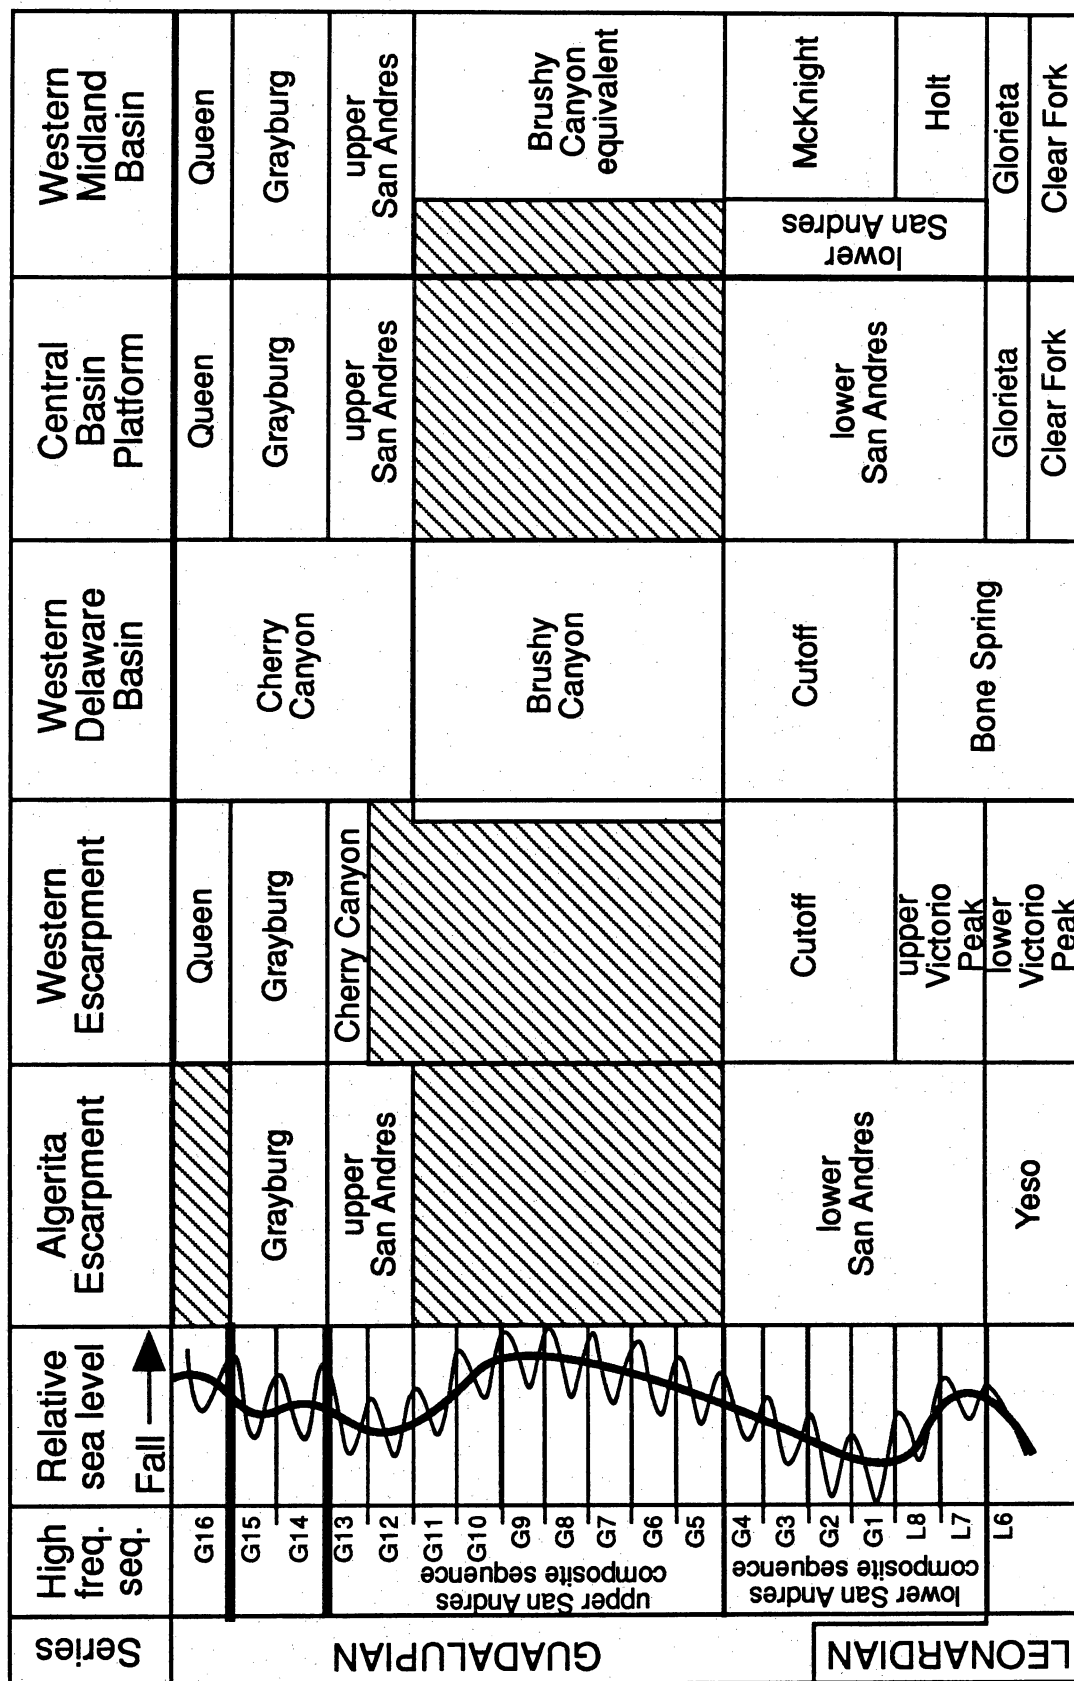 Series
High
freq.
seq.
Relative
sea level
Fall
Algerita
Escarpment
Western
Escarpment
Western
Delaware
Basin
Central
Basin
Platform
Western
Midland
Basin
GUADALUPIAN
LEONARDIAN
G16
G15
G14
G13
G12
G11
G10
G9
G8
G7
G6
G5
G4
G3
G2
G1
L8
L7
L6
upper San Andres
composite sequence
lower San Andres
composite sequence
Grayburg
upper
San Andres
lower
San Andres
Yeso
Queen
Grayburg
Cherry Canyon
Cutoff
upper
Victorio
Peak
lower
Victorio
Peak
Cherry
Canyon
Brushy
Canyon
Cutoff
Bone Spring
Queen
Grayburg
upper
San Andres
lower
San Andres
Glorieta
Clear Fork
Queen
Grayburg
upper
San Andres
Brushy
Canyon
equivalent
lower
San Andres
McKnight
Holt
Glorieta
Clear Fork